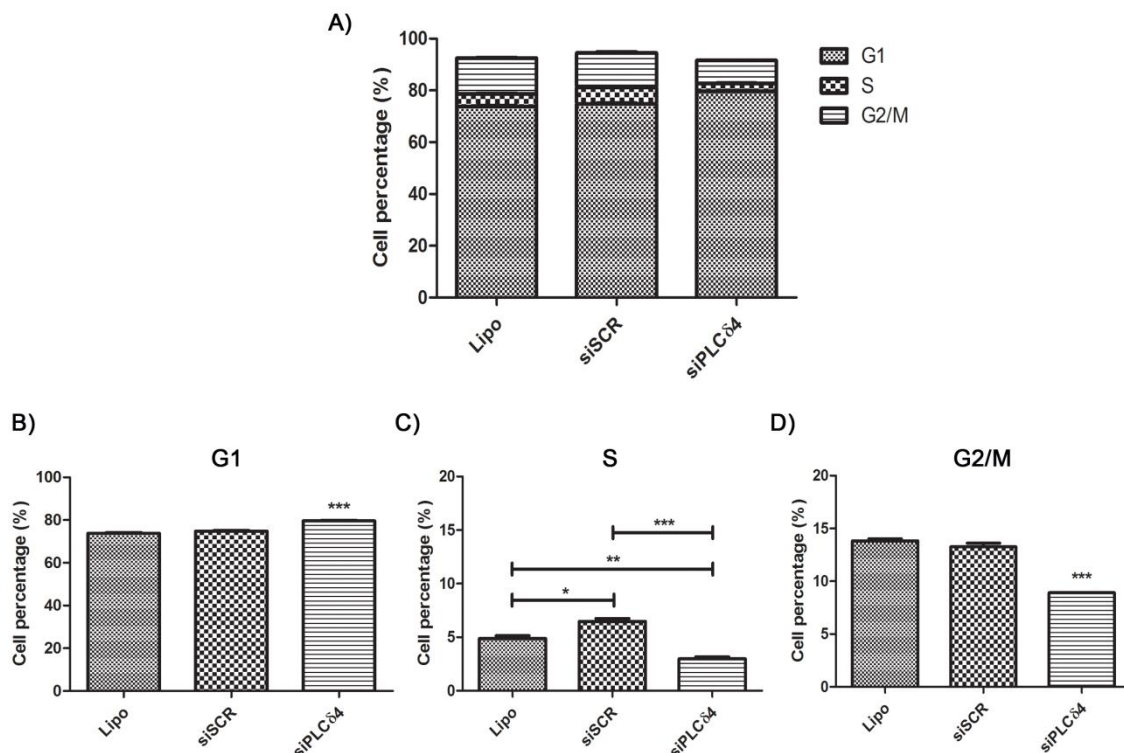 A)
Cell percentage (%)
100
80
60
40
20
0
Lipo
siSCR
siPLCδ4
G1
S
G2/M
B)
G1
Cell percentage (%)
100
80
60
40
20
0
***
Lipo
siSCR
siPLCδ4
C)
S
Cell percentage (%)
20
15
10
5
0
***
**
*
Lipo
siSCR
siPLCδ4
D)
G2/M
Cell percentage (%)
20
15
10
5
0
***
Lipo
siSCR
siPLCδ4